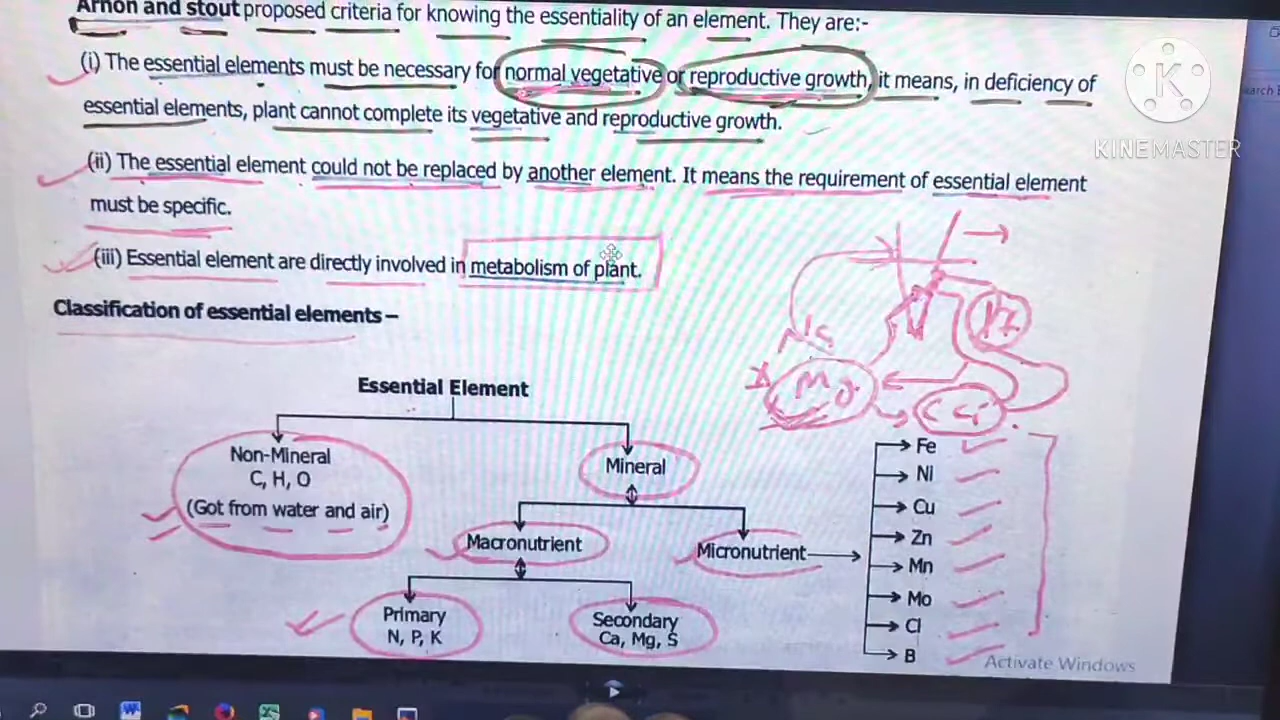 Arnon and stout proposed criteria for knowing the essentiality of an element. They are:-
(i) The essential elements must be necessary for normal vegetative or reproductive growth, it means, in deficiency of
essential elements, plant cannot complete its vegetative and reproductive growth.
(ii) The essential element could not be replaced by another element. It means the requirement of essential element
must be specific.
(iii) Essential element are directly involved in metabolism of plant.
Classification of essential elements –
Essential Element
Non-Mineral
C, H, O
(Got from water and air)
Mineral
Macronutrient
Micronutrient
Primary
N, P, K
Secondary
Ca, Mg, S
Fe
Ni
Cu
Zn
Mn
Mo
Cl
B
Mo
K
KINEMASTER
Activate Windows